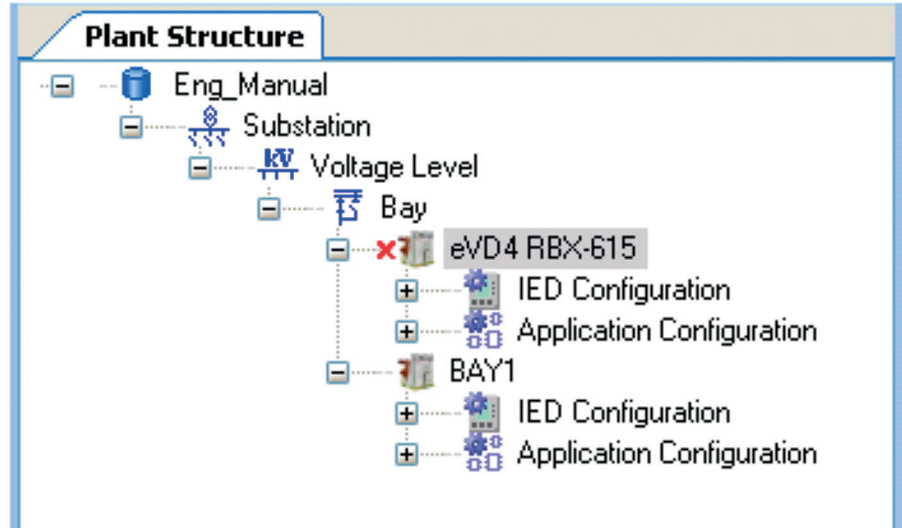 Plant Structure
Eng_Manual
Substation
kV Voltage Level
Bay
eVD4 RBX-615
IED Configuration
Application Configuration
BAY1
IED Configuration
Application Configuration